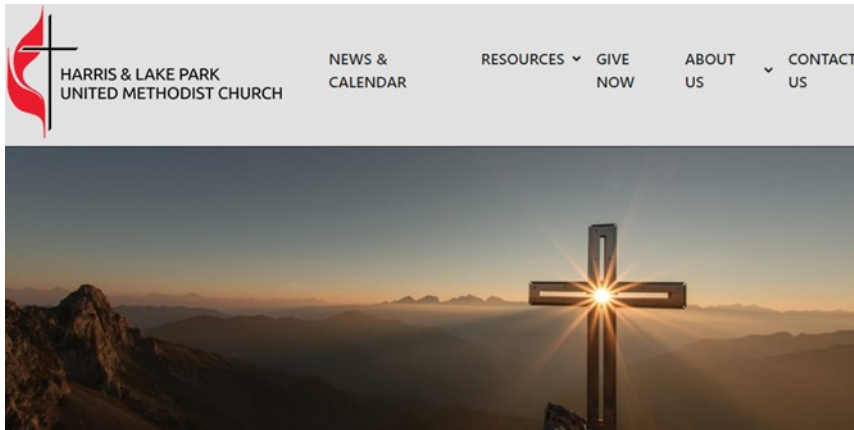 HARRIS & LAKE PARK
UNITED METHODIST CHURCH
NEWS &
CALENDAR
RESOURCES
GIVE
NOW
ABOUT
US
CONTACT
US